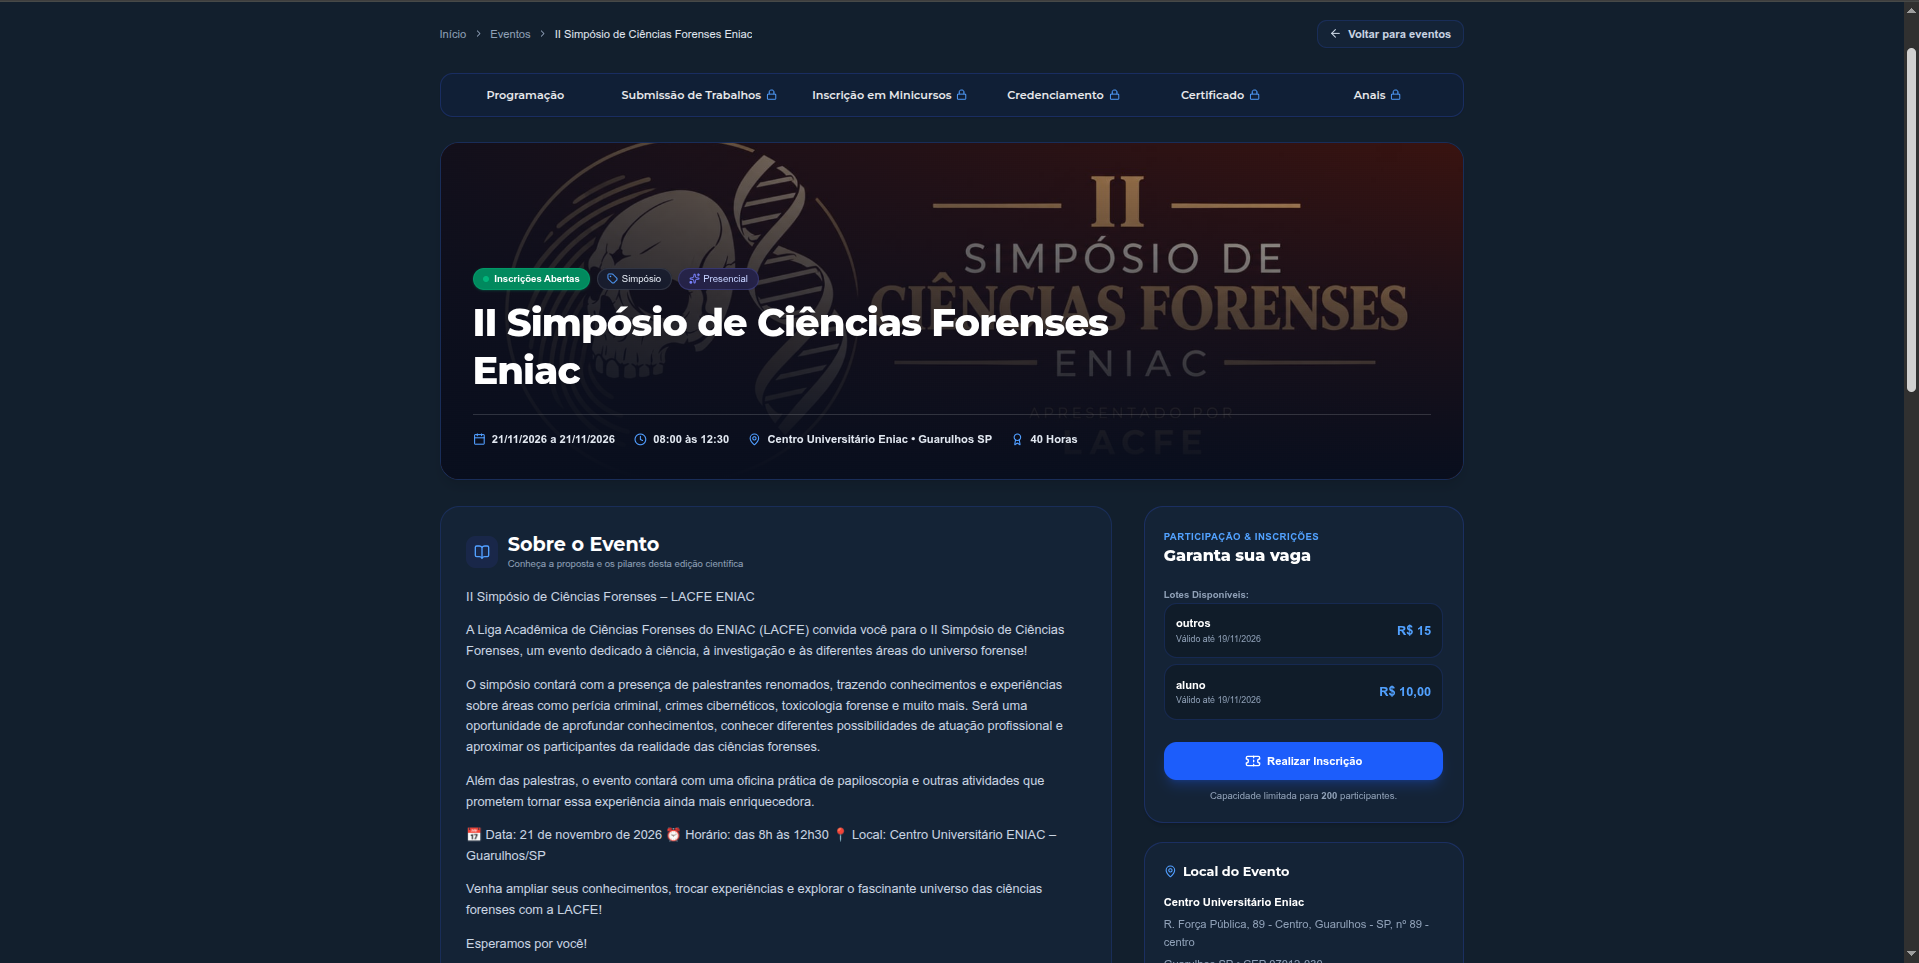 Início > Eventos > II Simpósio de Ciências Forenses Eniac
Voltar para eventos
Programação
Submissão de Trabalhos
Inscrição em Minicursos
Credenciamento
Certificado
Anais
II
SIMPÓSIO DE
CIÊNCIAS FORENSES
ENIAC
APRESENTADO POR
LACFE
Inscrições Abertas
Simpósio
Presencial
II Simpósio de Ciências Forenses
Eniac
21/11/2026 a 21/11/2026
08:00 às 12:30
Centro Universitário Eniac • Guarulhos SP
40 Horas
Sobre o Evento
Conheça a proposta e os pilares desta edição científica
II Simpósio de Ciências Forenses – LACFE ENIAC
A Liga Acadêmica de Ciências Forenses do ENIAC (LACFE) convida você para o II Simpósio de Ciências
Forenses, um evento dedicado à ciência, à investigação e às diferentes áreas do universo forense!
O simpósio contará com a presença de palestrantes renomados, trazendo conhecimentos e experiências
sobre áreas como perícia criminal, crimes cibernéticos, toxicologia forense e muito mais. Será uma
oportunidade de aprofundar conhecimentos, conhecer diferentes possibilidades de atuação profissional e
aproximar os participantes da realidade das ciências forenses.
Além das palestras, o evento contará com uma oficina prática de papiloscopia e outras atividades que
prometem tornar essa experiência ainda mais enriquecedora.
📅 Data: 21 de novembro de 2026 ⏰ Horário: das 8h às 12h30 📍 Local: Centro Universitário ENIAC –
Guarulhos/SP
Venha ampliar seus conhecimentos, trocar experiências e explorar o fascinante universo das ciências
forenses com a LACFE!
Esperamos por você!
PARTICIPAÇÃO & INSCRIÇÕES
Garanta sua vaga
Lotes Disponíveis:
outros
Válido até 19/11/2026
R$ 15
aluno
Válido até 19/11/2026
R$ 10,00
Realizar Inscrição
Capacidade limitada para 200 participantes.
Local do Evento
Centro Universitário Eniac
R. Força Pública, 89 - Centro, Guarulhos - SP, nº 89 -
centro